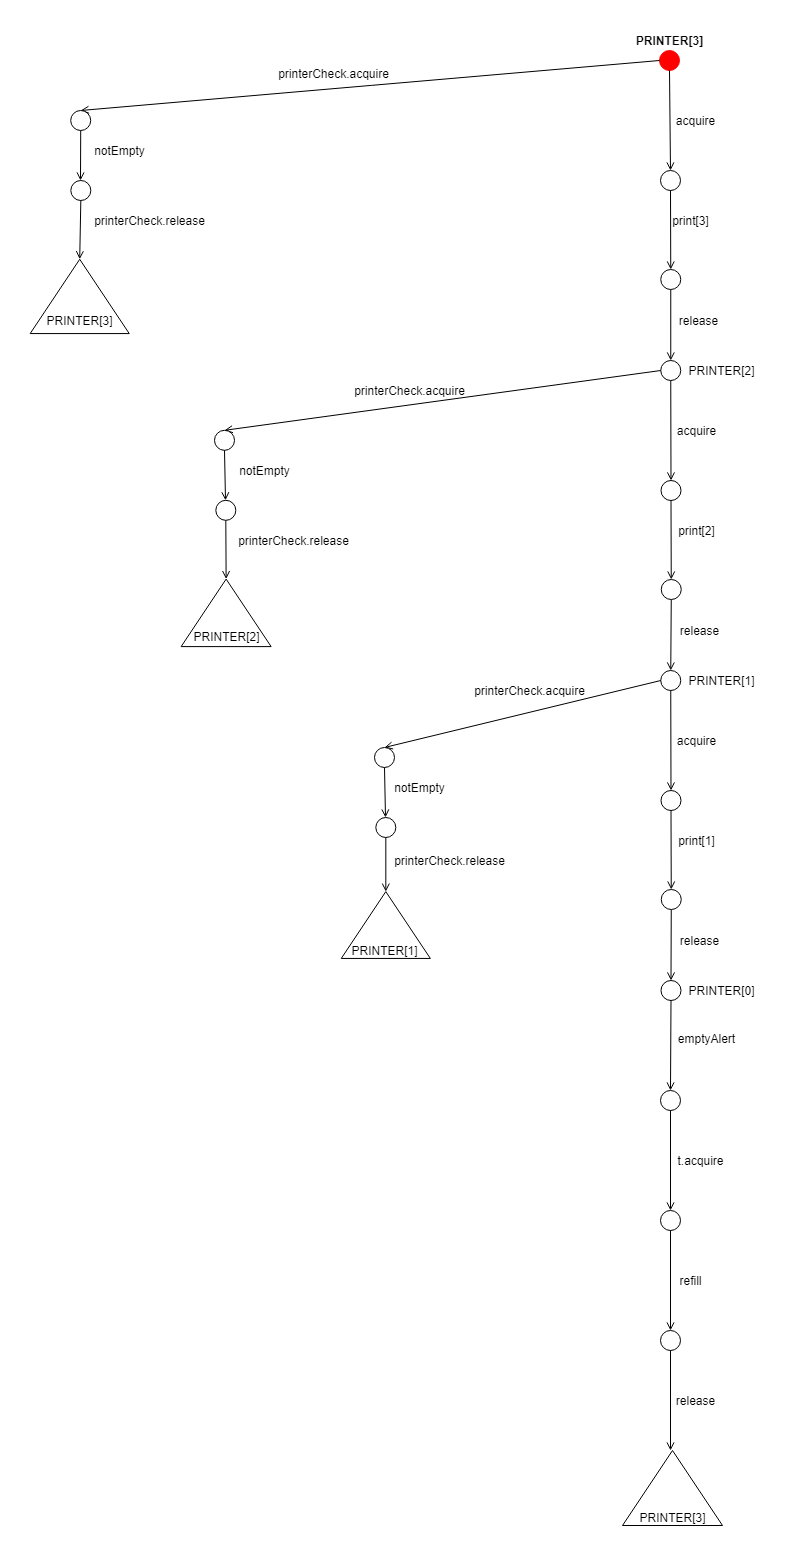 PRINTER[3]
printerCheck.acquire
acquire
notEmpty
printerCheck.release
print[3]
PRINTER[3]
release
PRINTER[2]
printerCheck.acquire
acquire
notEmpty
print[2]
printerCheck.release
release
PRINTER[2]
PRINTER[1]
printerCheck.acquire
acquire
notEmpty
print[1]
printerCheck.release
release
PRINTER[1]
PRINTER[0]
emptyAlert
t.acquire
refill
release
PRINTER[3]